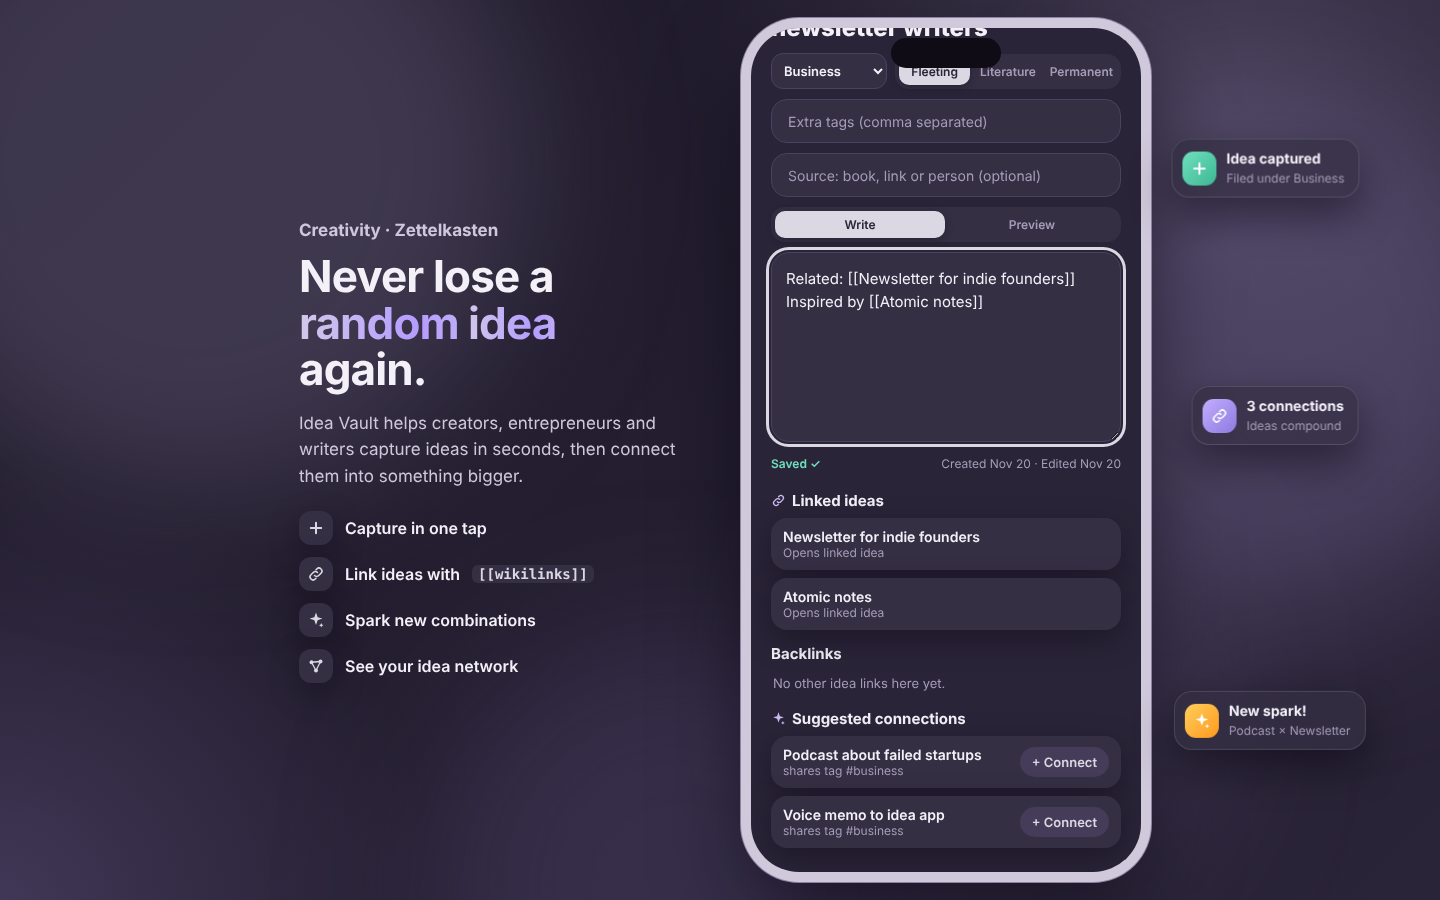 Creativity · Zettelkasten
Never lose a
random idea
again.
Idea Vault helps creators, entrepreneurs and
writers capture ideas in seconds, then connect
them into something bigger.
Capture in one tap
Link ideas with [[wikilinks]]
Spark new combinations
See your idea network
newsletter writers
Business
Fleeting
Literature
Permanent
Extra tags (comma separated)
Source: book, link or person (optional)
Write
Preview
Related: [[Newsletter for indie founders]]
Inspired by [[Atomic notes]]
Saved ✓
Created Nov 20 · Edited Nov 20
Linked ideas
Newsletter for indie founders
Opens linked idea
Atomic notes
Opens linked idea
Backlinks
No other idea links here yet.
Suggested connections
Podcast about failed startups
shares tag #business
+ Connect
Voice memo to idea app
shares tag #business
+ Connect
Idea captured
Filed under Business
3 connections
Ideas compound
New spark!
Podcast × Newsletter